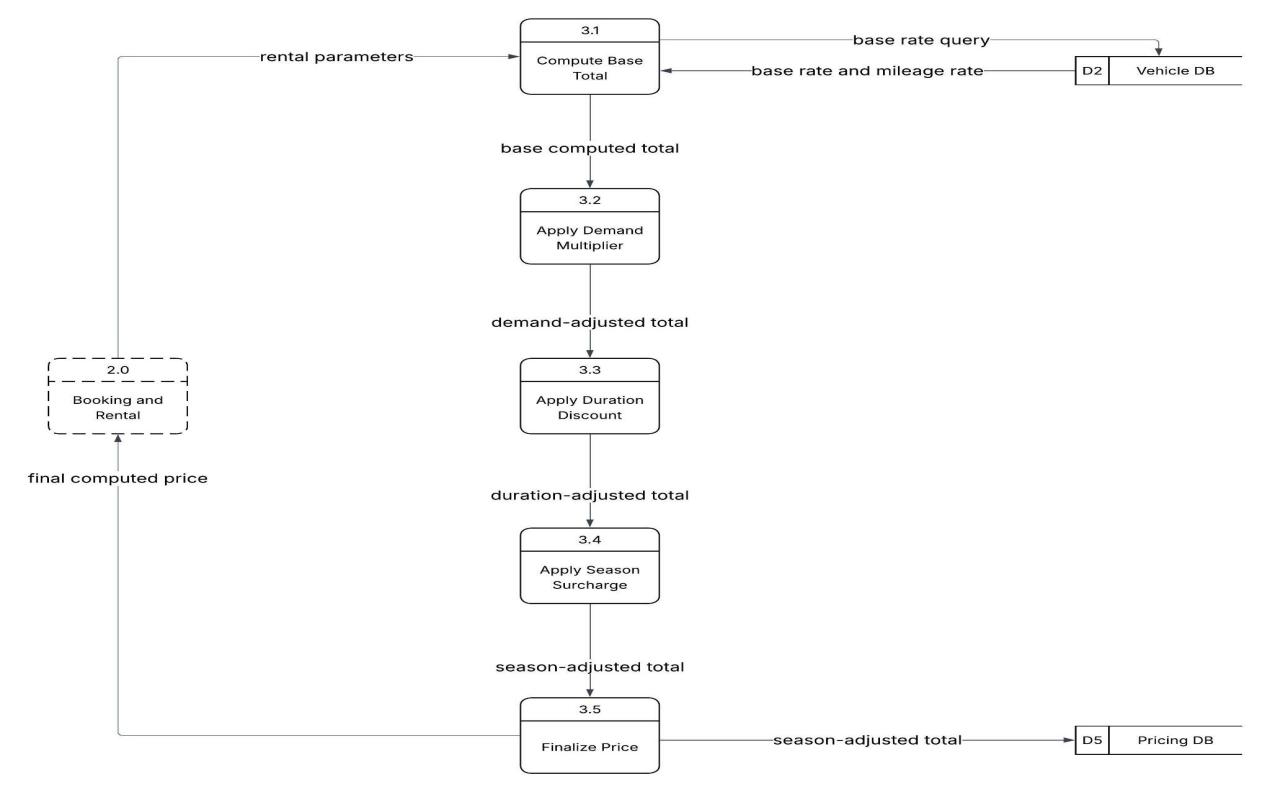 3.1
Compute Base
Total
rental parameters
base rate query
base rate and mileage rate
D2
Vehicle DB
base computed total
3.2
Apply Demand
Multiplier
demand-adjusted total
2.0
Booking and
Rental
3.3
Apply Duration
Discount
final computed price
duration-adjusted total
3.4
Apply Season
Surcharge
season-adjusted total
3.5
Finalize Price
season-adjusted total
D5
Pricing DB